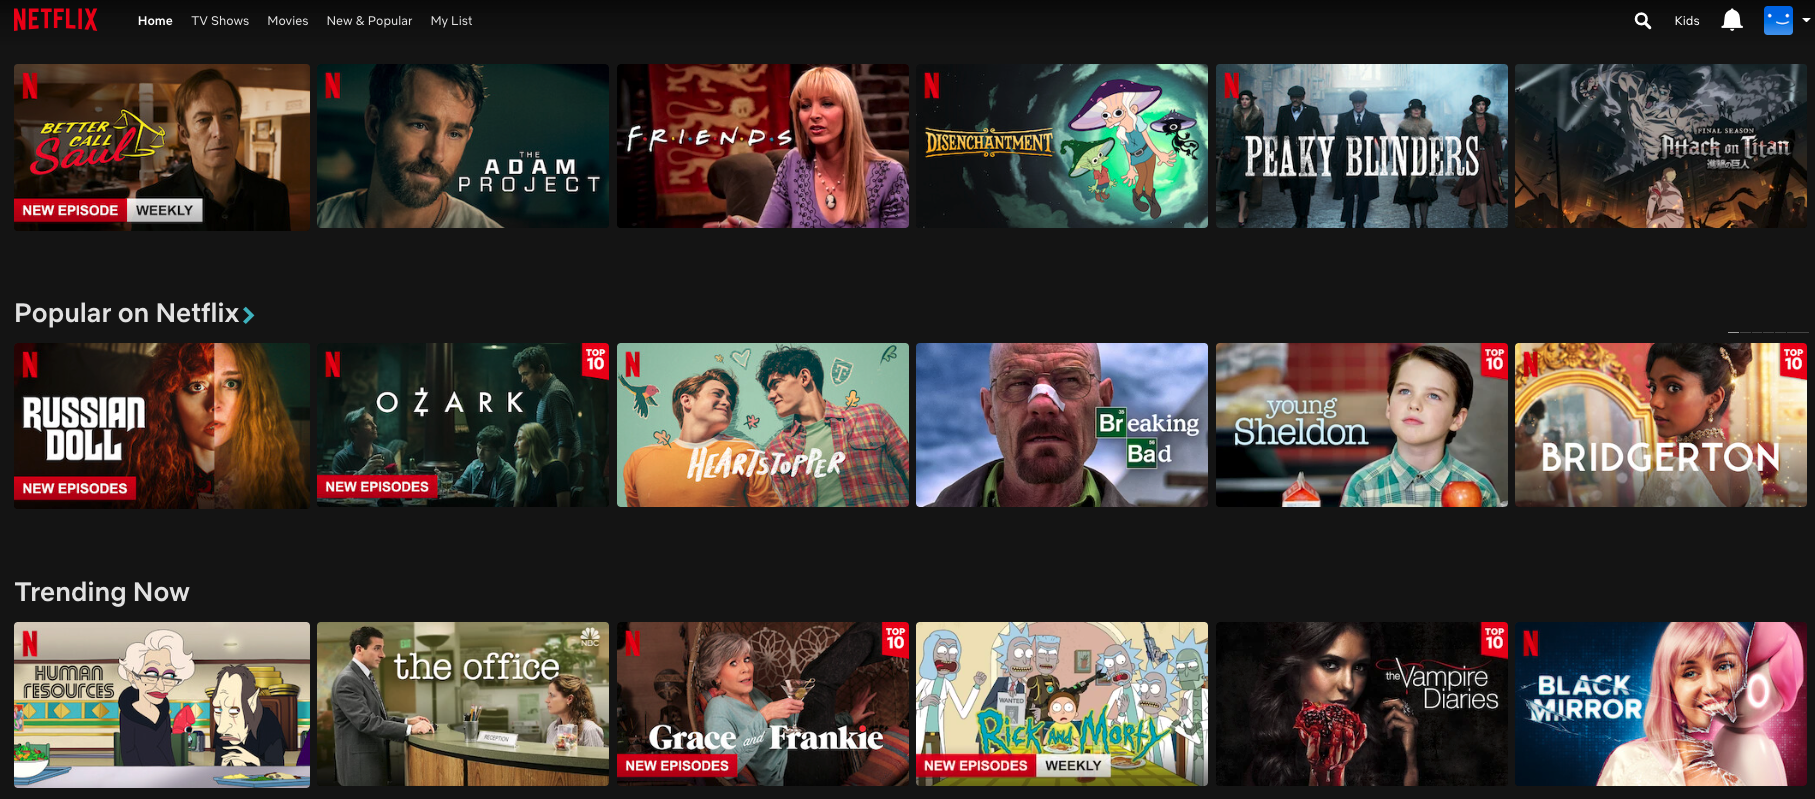 NETFLIX
Home TV Shows Movies New & Popular My List
Kids
N
BETTER
CALL
Saul
NEW EPISODE WEEKLY
N
THE
ADAM
PROJECT
F·R·I·E·N·D·S
N
DISENCHANTMENT
N
PEAKY BLINDERS
FINAL SEASON
Attack on Titan
進撃の巨人
Popular on Netflix
N
RUSSIAN
DOLL
NEW EPISODES
N
TOP
10
OZARK
NEW EPISODES
N
HEARTSTOPPER
Breaking
Bad
TOP
10
young
Sheldon
N
TOP
10
BRIDGERTON
Trending Now
N
HUMAN
RESOURCES
NBC
the office
RECEPTION
N
TOP
10
Grace and Frankie
NEW EPISODES
WANTED
RICK AND MORTY
NEW EPISODES WEEKLY
TOP
10
the Vampire
Diaries
N
BLACK
MIRROR